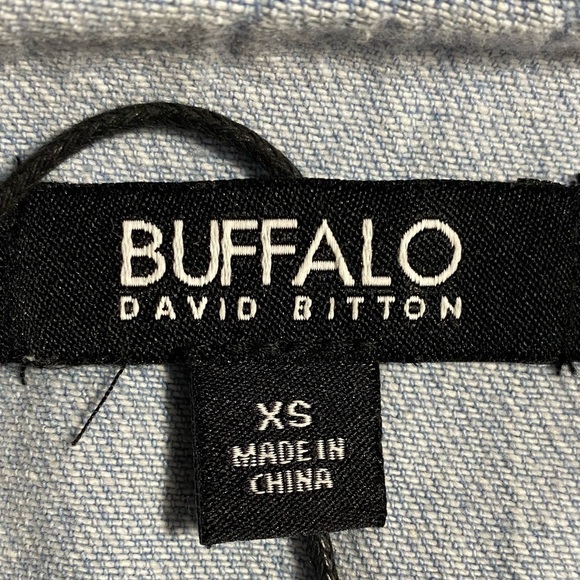 BUFFALO
DAVID BITTON
XS
MADE IN
CHINA